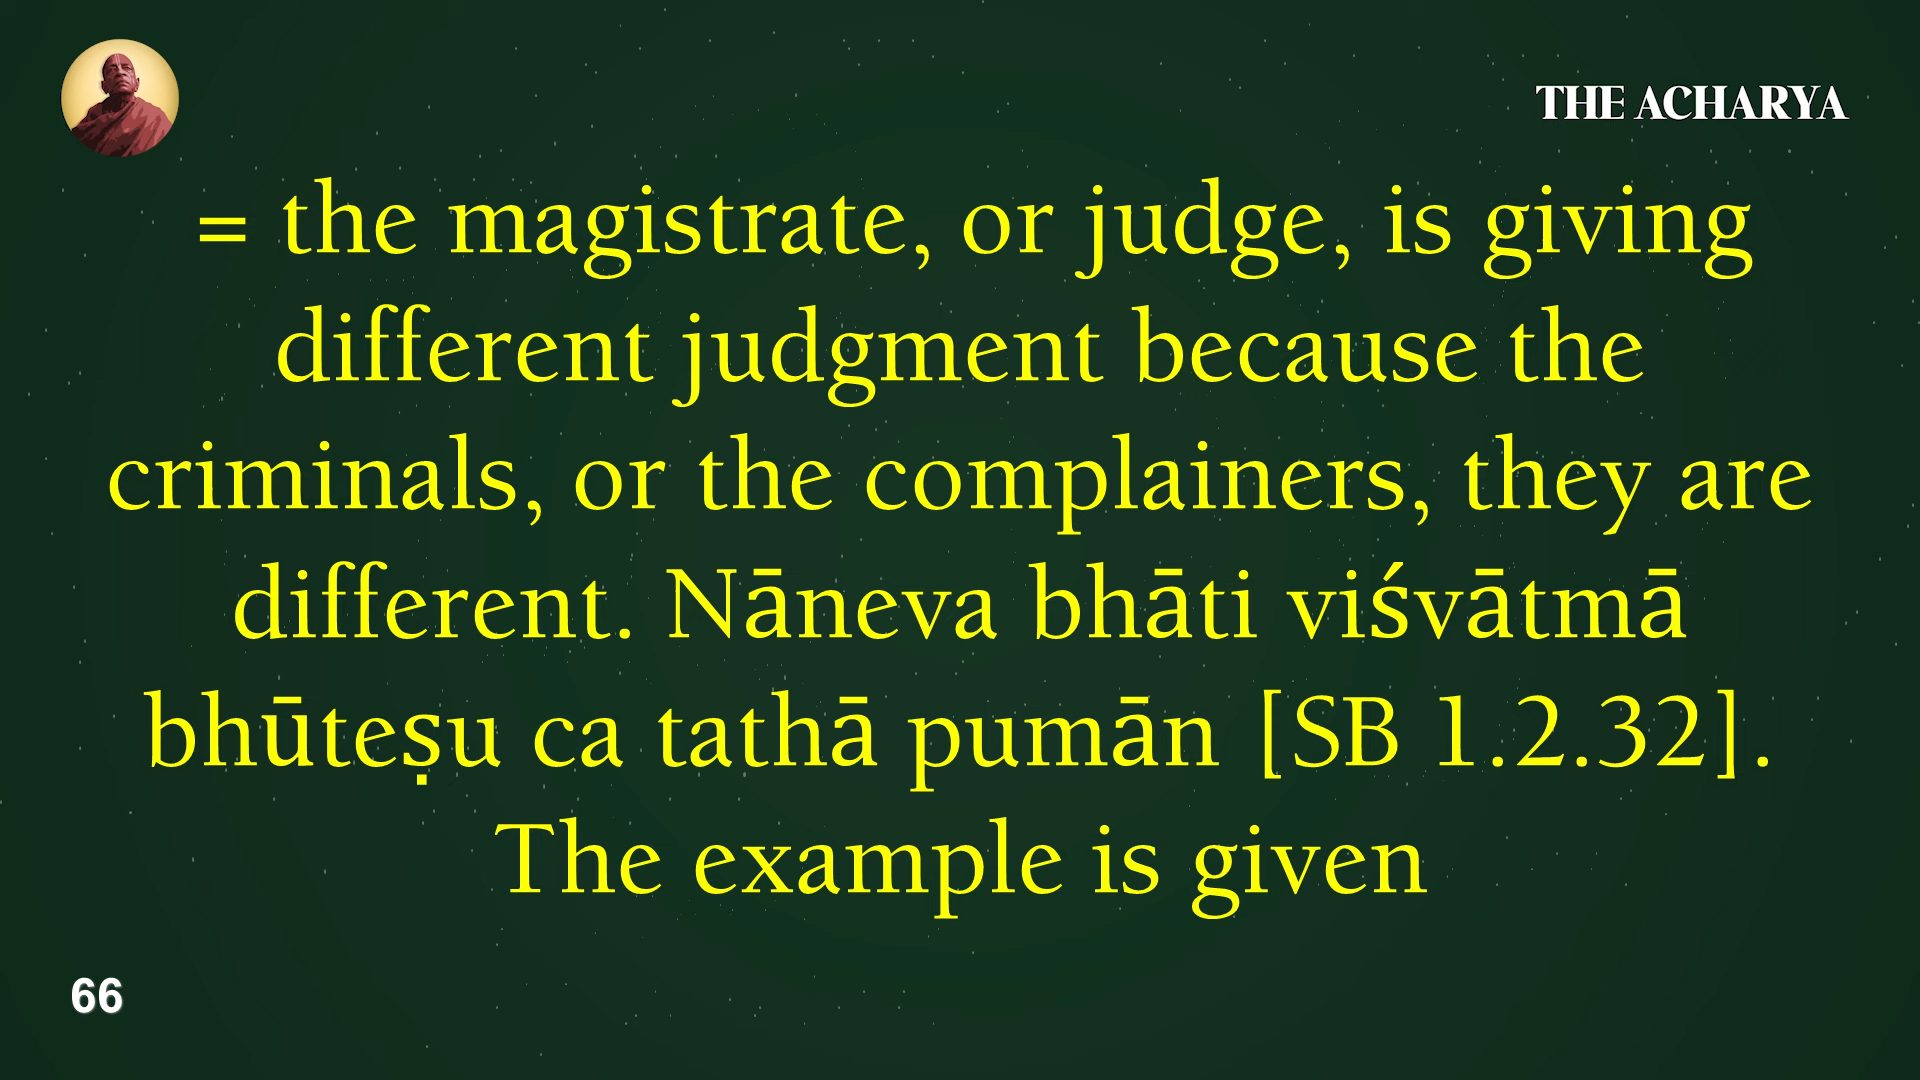 THE ACHARYA
= the magistrate, or judge, is giving
different judgment because the
criminals, or the complainers, they are
different. Nāneva bhāti viśvātmā
bhūteṣu ca tathā pumān [SB 1.2.32].
The example is given
66